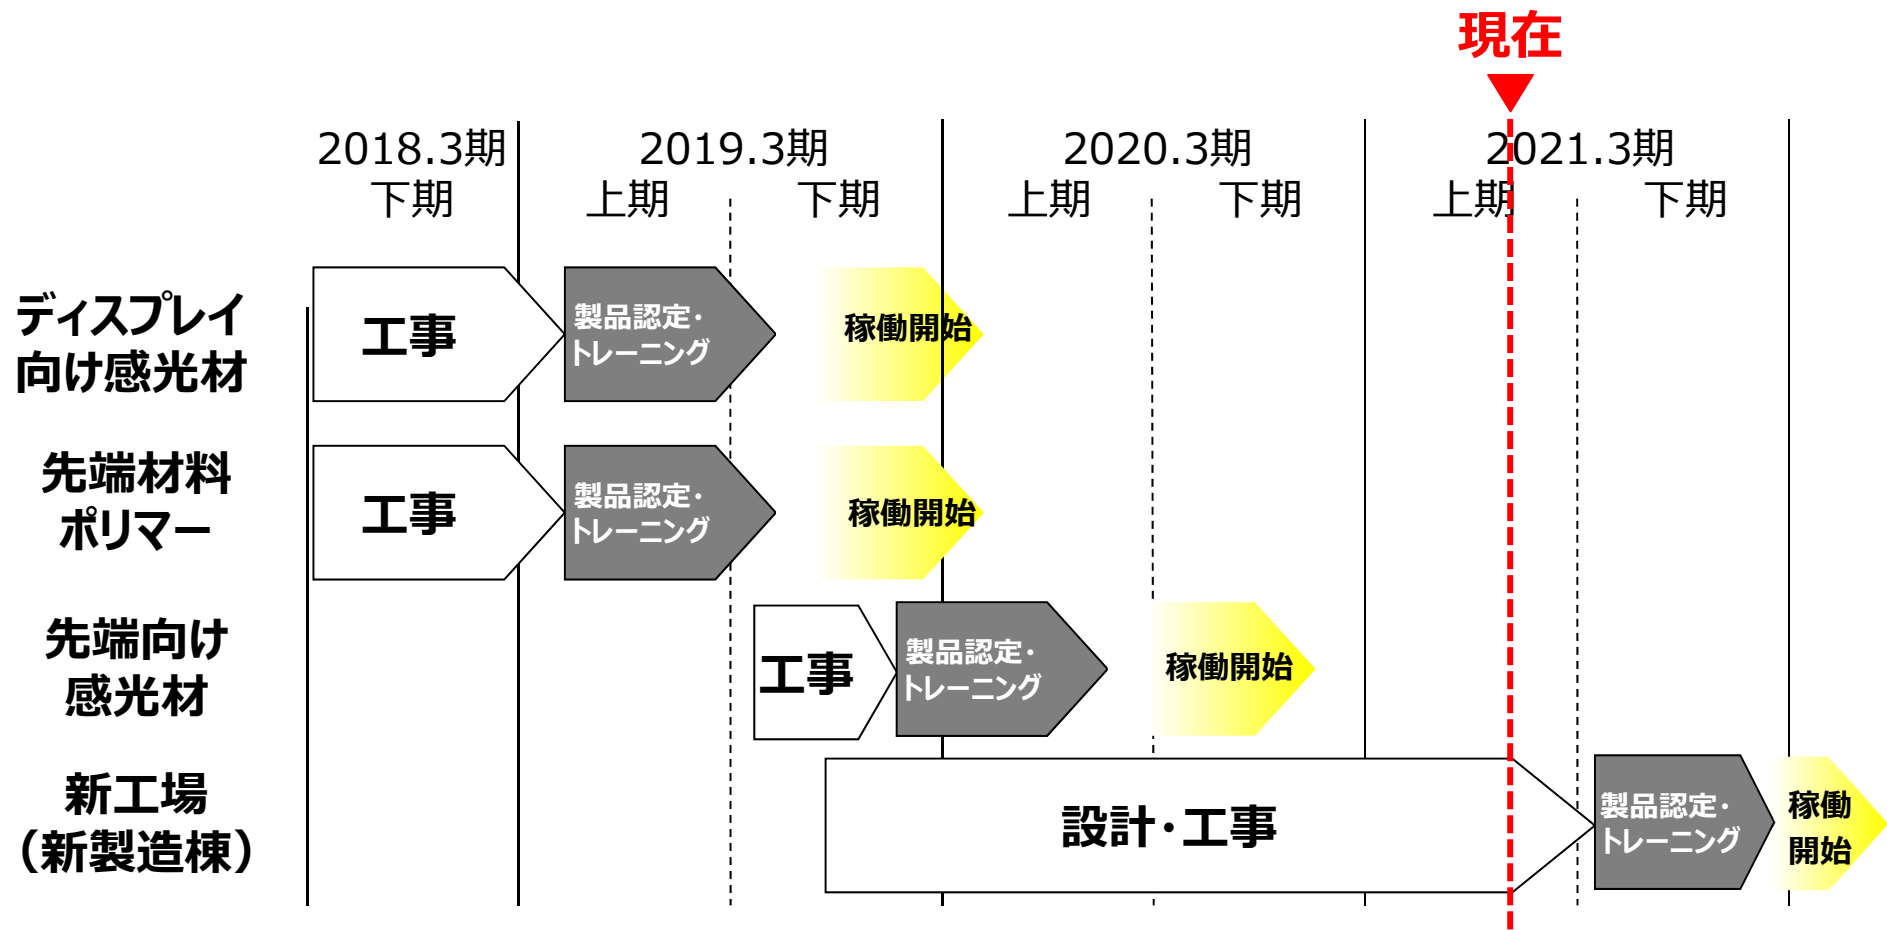 現在
2018.3期
2019.3期
2020.3期
2021.3期
下期
上期
下期
上期
下期
上期
下期
ディスプレイ
向け感光材
工事
製品認定・
トレーニング
稼働開始
先端材料
ポリマー
工事
製品認定・
トレーニング
稼働開始
先端向け
感光材
工事
製品認定・
トレーニング
稼働開始
新工場
（新製造棟）
設計・工事
製品認定・
トレーニング
稼働
開始